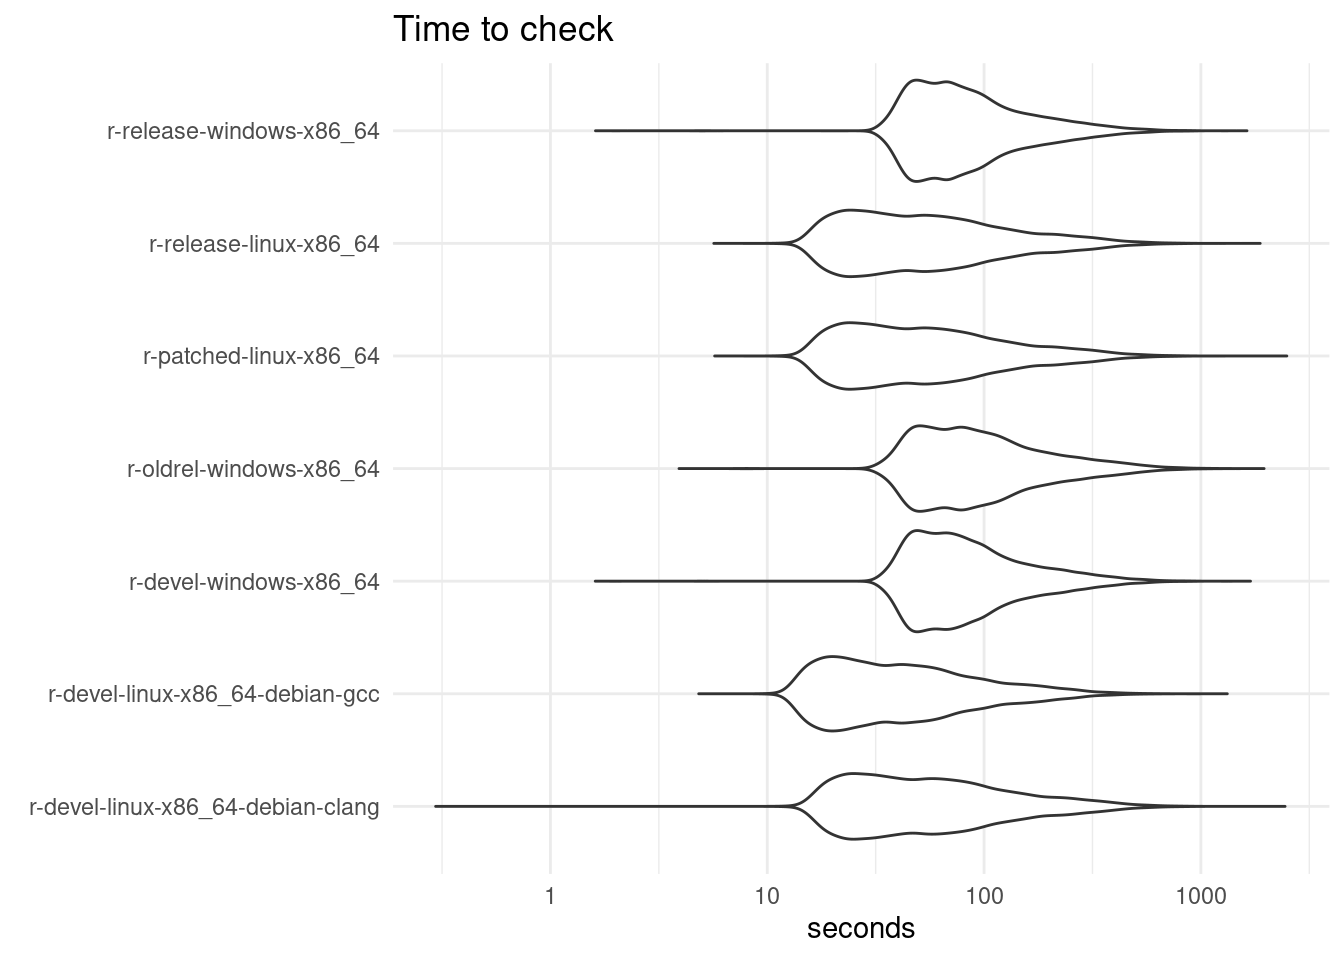 Time to check
r-release-windows-x86_64
r-release-linux-x86_64
r-patched-linux-x86_64
r-oldrel-windows-x86_64
r-devel-windows-x86_64
r-devel-linux-x86_64-debian-gcc
r-devel-linux-x86_64-debian-clang
1 10 100 1000
seconds